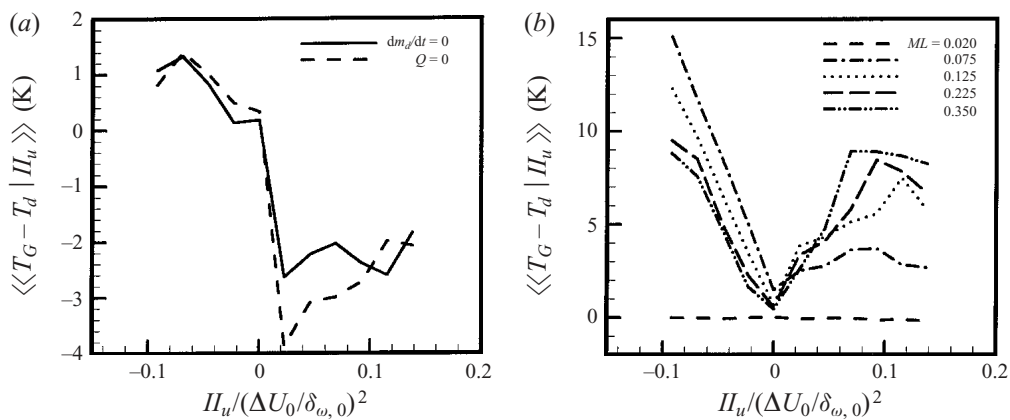 (a)
2
1
0
–1
–2
–3
–4
⟨⟨T_G – T_d | II_u⟩⟩ (K)
dm_d/dt = 0
Q = 0
–0.1
0
0.1
0.2
II_u/(ΔU_0/δ_ω, 0)^2
(b)
15
10
5
0
⟨⟨T_G – T_d | II_u⟩⟩ (K)
ML = 0.020
0.075
0.125
0.225
0.350
–0.1
0
0.1
0.2
II_u/(ΔU_0/δ_ω, 0)^2